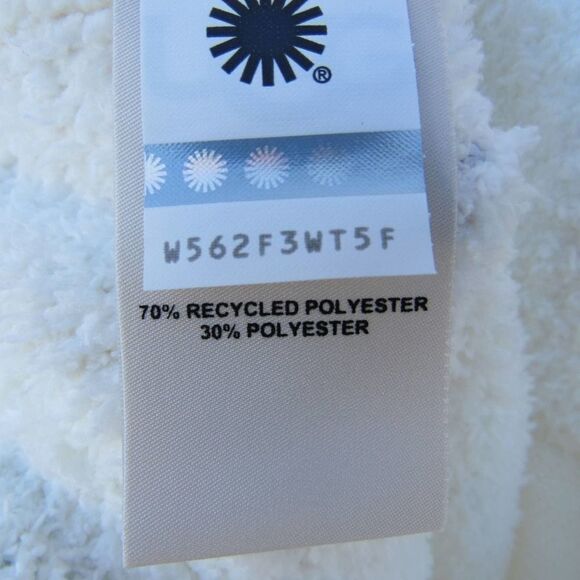 ®
W562F3WT5F
70% RECYCLED POLYESTER
30% POLYESTER